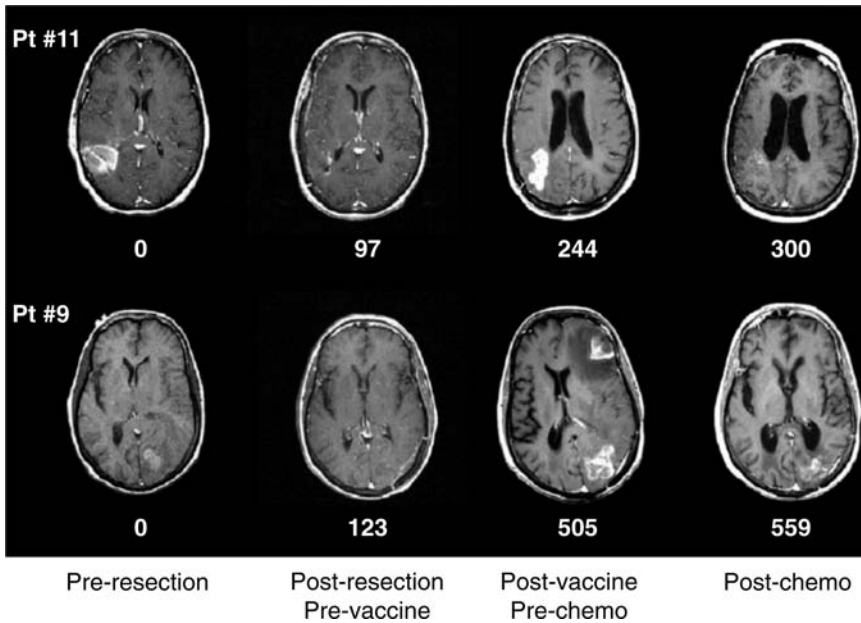 Pt #11
0 97 244 300
Pt #9
0 123 505 559
Pre-resection Post-resection Post-vaccine Post-chemo
Pre-vaccine Pre-chemo